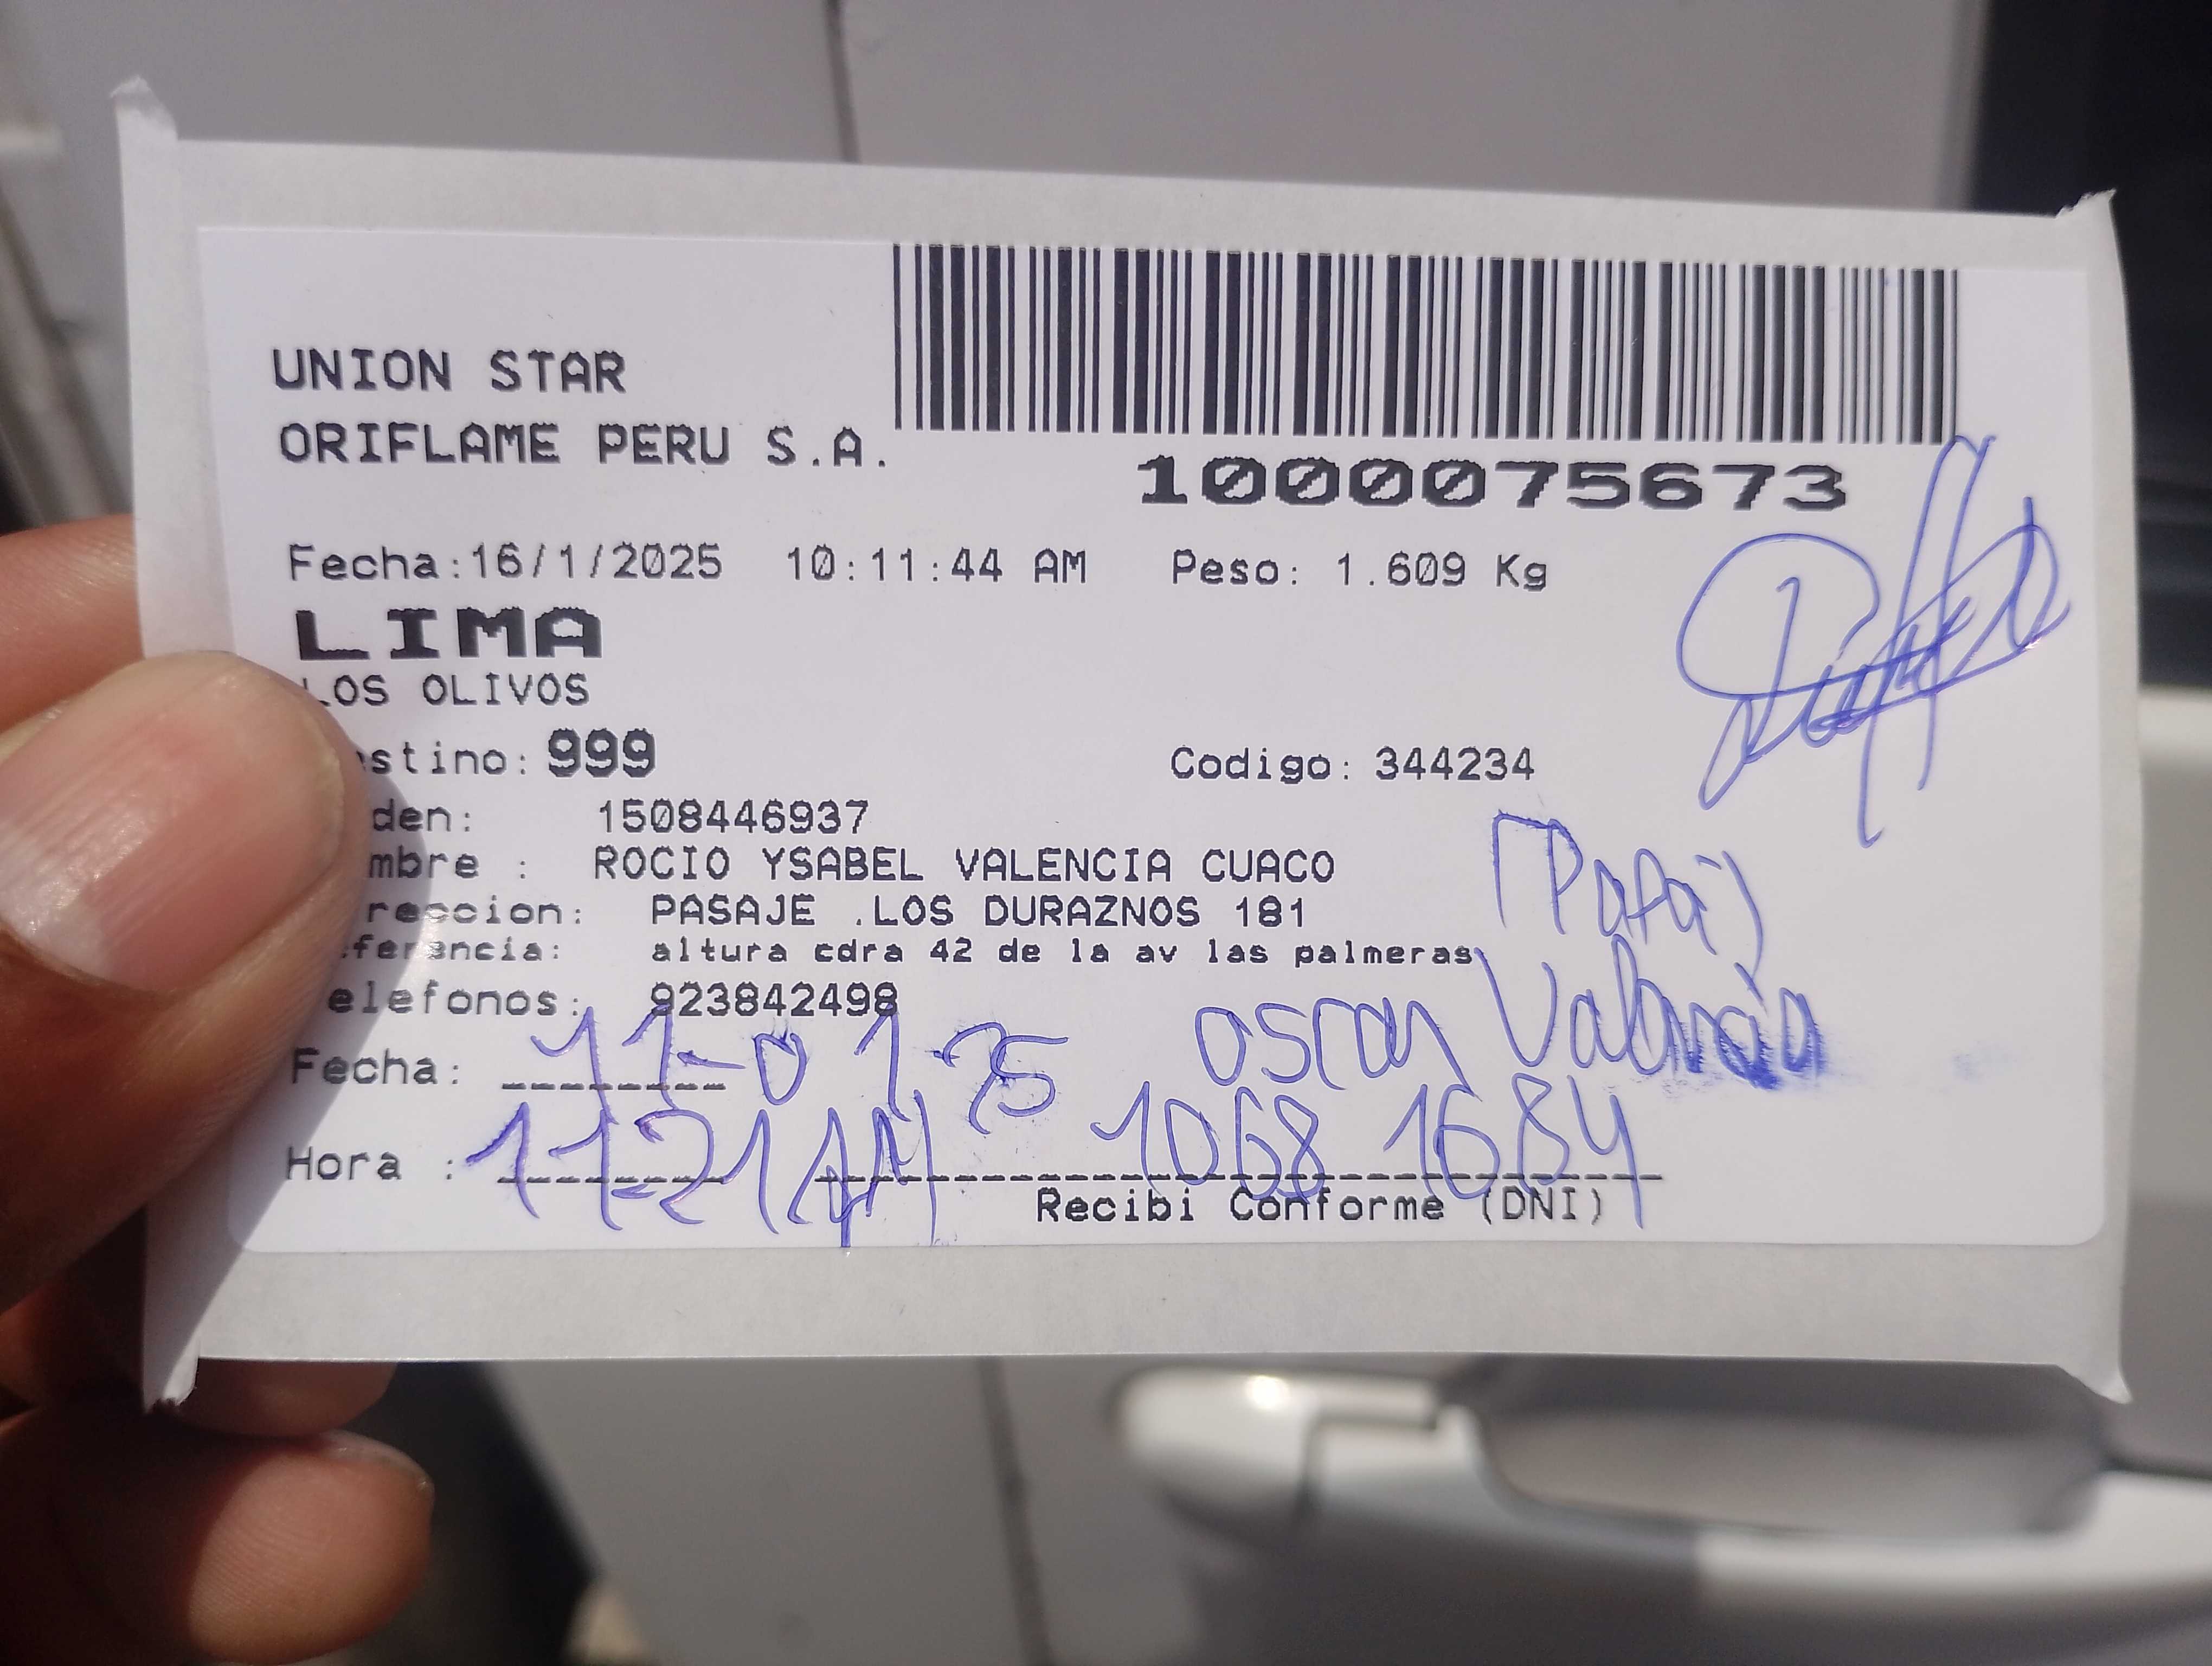 UNION STAR
ORIFLAME PERU S.A.
1000075673
Fecha:16/1/2025 10:11:44 AM Peso: 1.609 Kg
LIMA
LOS OLIVOS
stino: 999 Codigo: 344234
den: 1508446937
mbre : ROCIO YSABEL VALENCIA CUACO
reccion: PASAJE .LOS DURAZNOS 181
ferencia: altura cdra 42 de la av las palmeras
elefonos: 923842498
(Papá)
Oscar Valencia
Fecha: 11-01-25
Hora : 11-21 AM 1068 1684
Recibi Conforme (DNI)